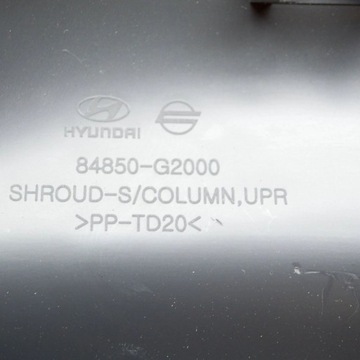 HYUNDAI
84850-G2000
SHROUD-S/COLUMN,UPR
>PP-TD20<